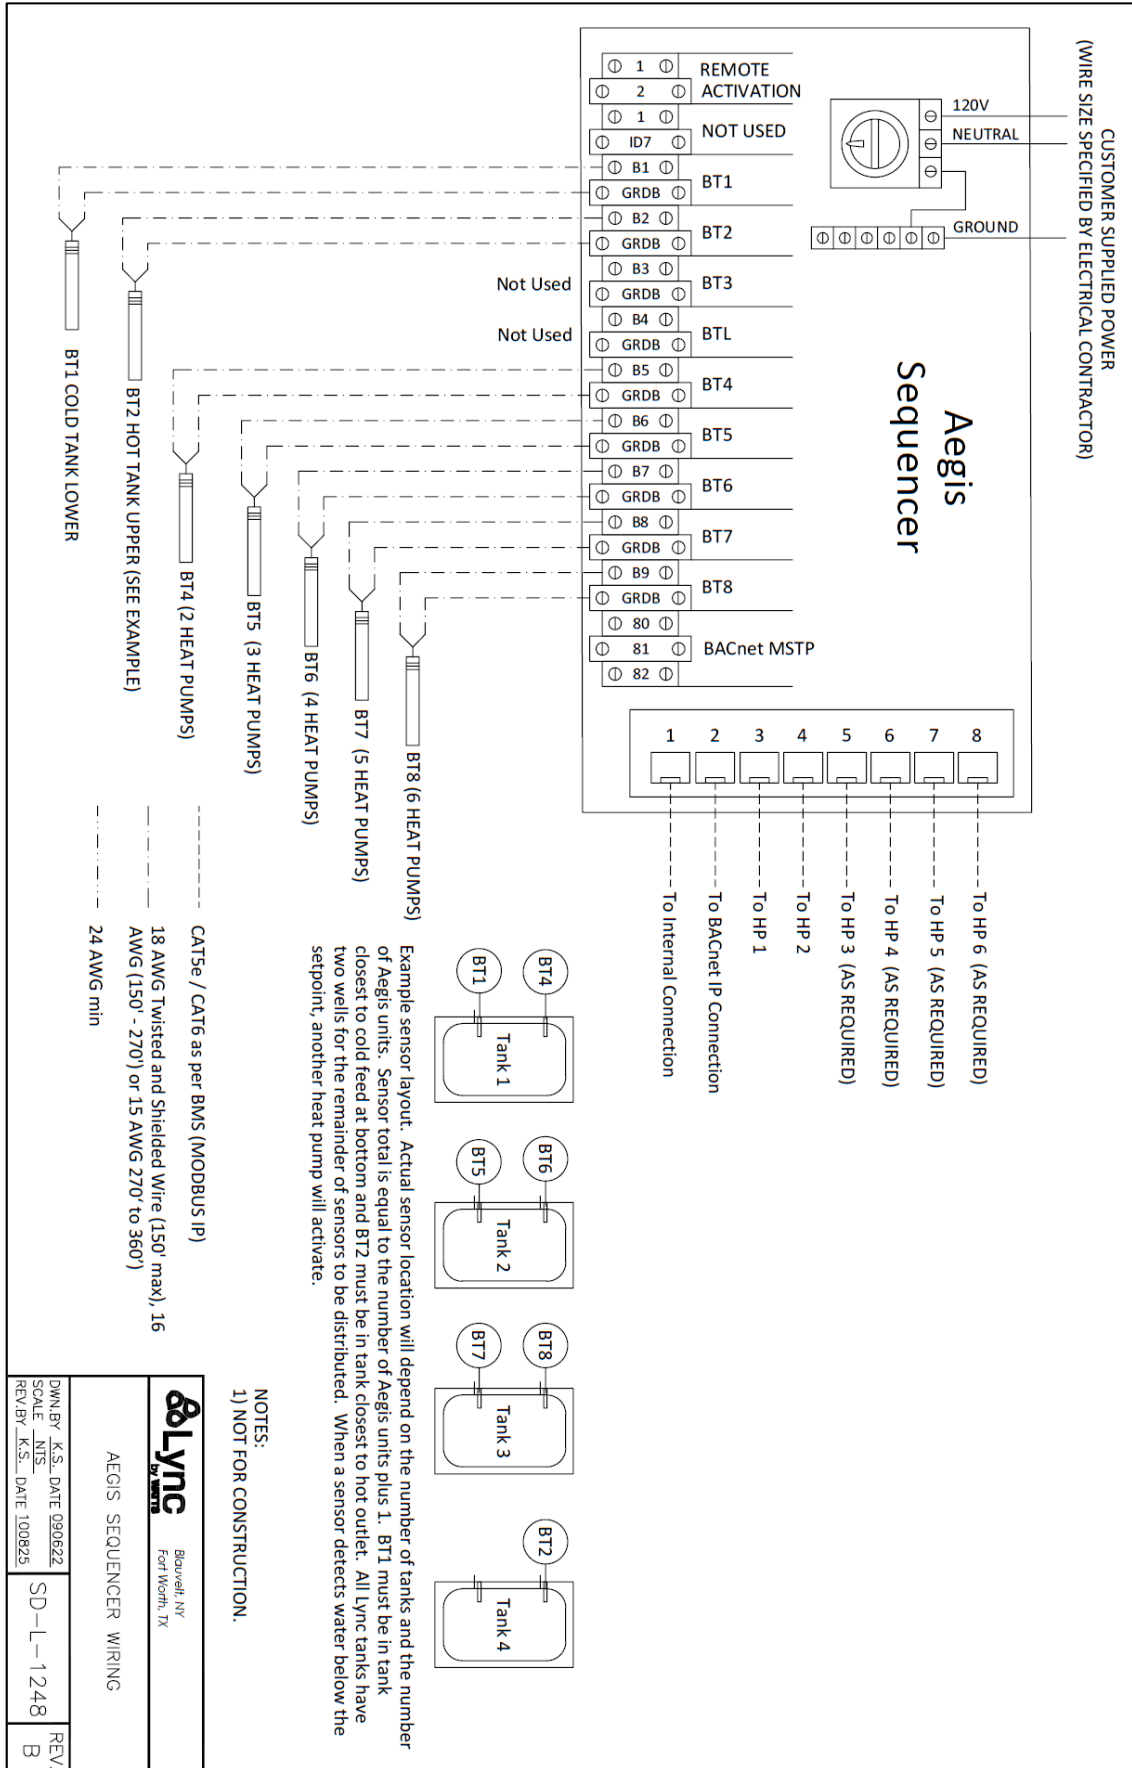 CUSTOMER SUPPLIED POWER
(WIRE SIZE SPECIFIED BY ELECTRICAL CONTRACTOR)
120V
NEUTRAL
GROUND
Aegis
Sequencer
1
REMOTE
2
ACTIVATION
1
NOT USED
ID7
B1
BT1
GRDB
B2
BT2
GRDB
Not Used
B3
BT3
GRDB
Not Used
B4
BTL
GRDB
B5
BT4
GRDB
B6
BT5
GRDB
B7
BT6
GRDB
B8
BT7
GRDB
B9
BT8
GRDB
80
81
BACnet MSTP
82
1 2 3 4 5 6 7 8
BT1 COLD TANK LOWER
BT2 HOT TANK UPPER (SEE EXAMPLE)
BT4 (2 HEAT PUMPS)
BT5 (3 HEAT PUMPS)
BT6 (4 HEAT PUMPS)
BT7 (5 HEAT PUMPS)
BT8 (6 HEAT PUMPS)
To HP 6 (AS REQUIRED)
To HP 5 (AS REQUIRED)
To HP 4 (AS REQUIRED)
To HP 3 (AS REQUIRED)
To HP 2
To HP 1
To BACnet IP Connection
To Internal Connection
CAT5e / CAT6 as per BMS (MODBUS IP)
18 AWG Twisted and Shielded Wire (150' max), 16
AWG (150' - 270') or 15 AWG 270' to 360')
24 AWG min
BT4
BT1
Tank 1
BT6
BT5
Tank 2
BT8
BT7
Tank 3
BT2
Tank 4
Example sensor layout. Actual sensor location will depend on the number of tanks and the number
of Aegis units. Sensor total is equal to the number of Aegis units plus 1. BT1 must be in tank
closest to cold feed at bottom and BT2 must be in tank closest to hot outlet. All Lync tanks have
two wells for the remainder of sensors to be distributed. When a sensor detects water below the
setpoint, another heat pump will activate.
NOTES:
1) NOT FOR CONSTRUCTION.
Lync
by WATTS
Blauvelt, NY
Fort Worth, TX
AEGIS SEQUENCER WIRING
DWN.BY K.S. DATE 090622
SCALE NTS
REV.BY K.S. DATE 100825
SD-L-1248
REV.
B